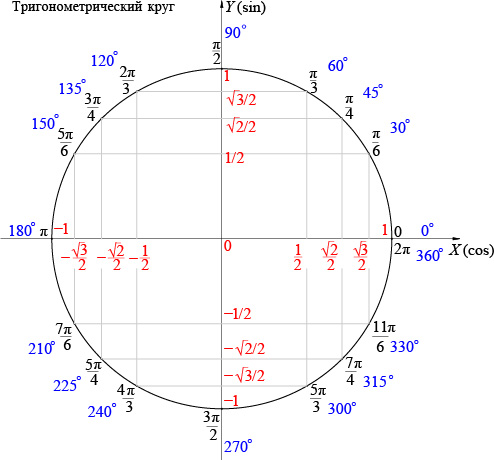 Тригонометрический круг
Y(sin)
90°
π/2
120°
2π/3
1
π/3
60°
135°
3π/4
√3/2
π/4
45°
150°
5π/6
√2/2
π/6
30°
1/2
180° π
−1
1
0
0°
0
−√3/2
−√2/2
−1/2
1/2
√2/2
√3/2
2π
360°
X(cos)
−1/2
7π/6
210°
11π/6
330°
−√2/2
5π/4
225°
7π/4
315°
−√3/2
4π/3
240°
5π/3
300°
−1
3π/2
270°